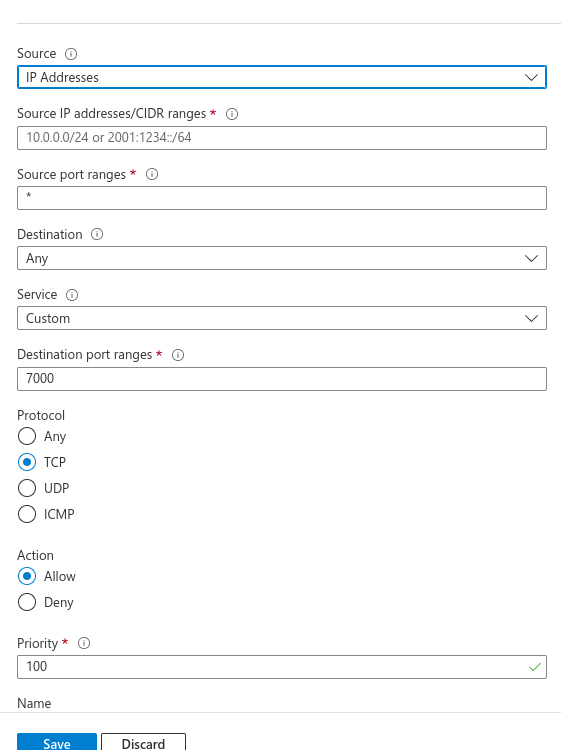 Source
IP Addresses
Source IP addresses/CIDR ranges *
10.0.0.0/24 or 2001:1234::/64
Source port ranges *
*
Destination
Any
Service
Custom
Destination port ranges *
7000
Protocol
Any
TCP
UDP
ICMP
Action
Allow
Deny
Priority *
100
Name
Save Discard